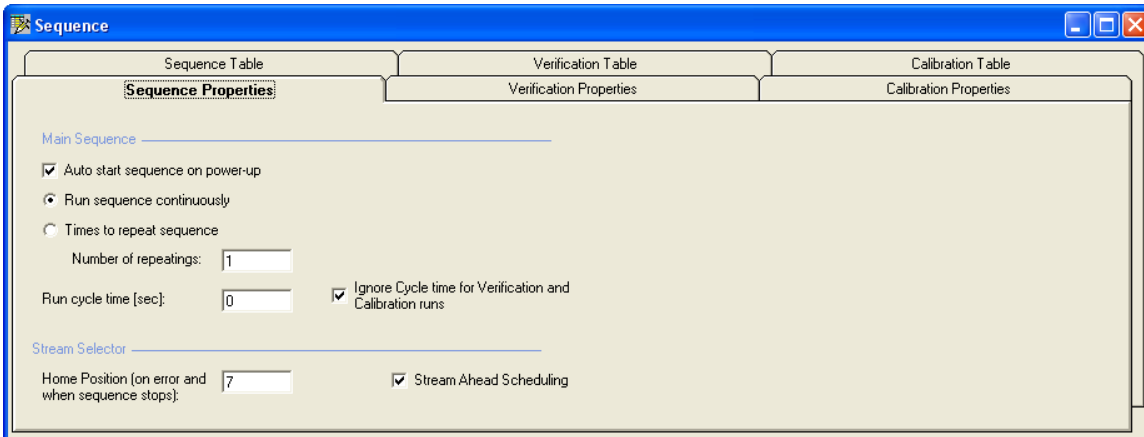 Sequence
Sequence Table
Verification Table
Calibration Table
Sequence Properties
Verification Properties
Calibration Properties
Main Sequence
Auto start sequence on power-up
Run sequence continuously
Times to repeat sequence
Number of repeatings: 1
Run cycle time [sec]: 0
Ignore Cycle time for Verification and
Calibration runs
Stream Selector
Home Position (on error and
when sequence stops): 7
Stream Ahead Scheduling